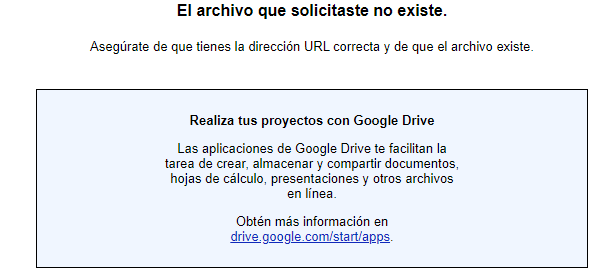 El archivo que solicitaste no existe.
Asegúrate de que tienes la dirección URL correcta y de que el archivo existe.
Realiza tus proyectos con Google Drive
Las aplicaciones de Google Drive te facilitan la
tarea de crear, almacenar y compartir documentos,
hojas de cálculo, presentaciones y otros archivos
en línea.
Obtén más información en
drive.google.com/start/apps.